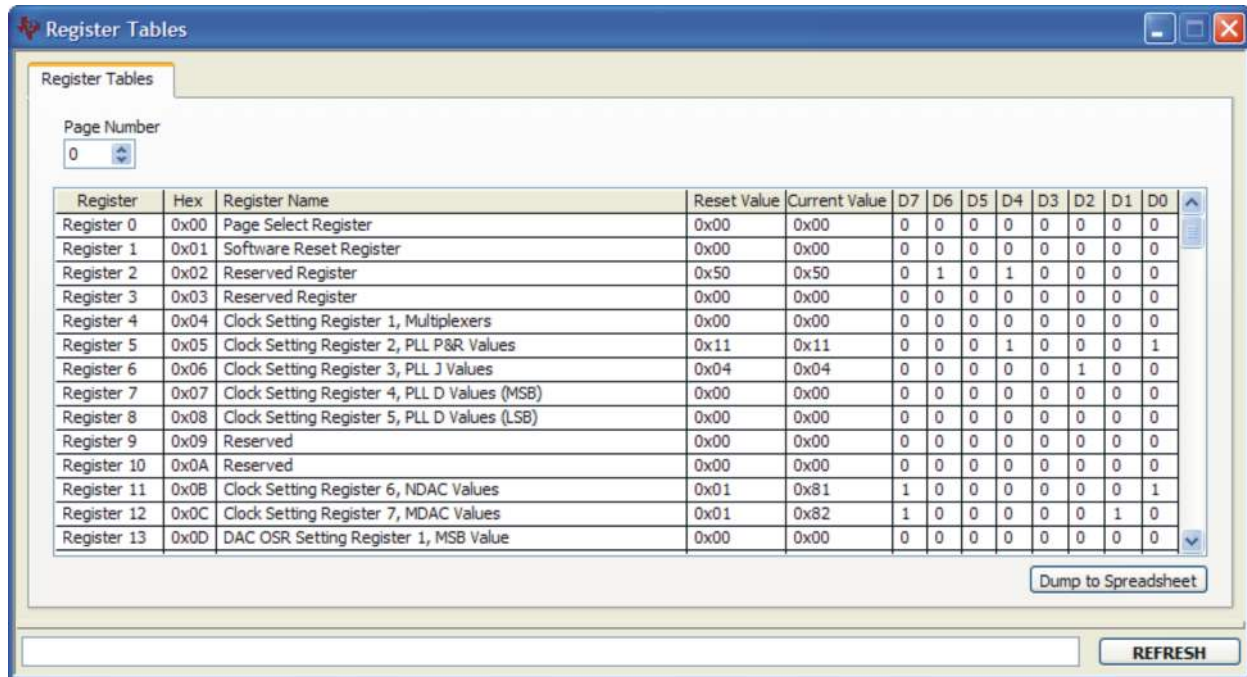 Register Tables
Register Tables
Page Number
0
Register Hex Register Name Reset Value Current Value D7 D6 D5 D4 D3 D2 D1 D0
Register 0 0x00 Page Select Register 0x00 0x00 0 0 0 0 0 0 0 0
Register 1 0x01 Software Reset Register 0x00 0x00 0 0 0 0 0 0 0 0
Register 2 0x02 Reserved Register 0x50 0x50 0 1 0 1 0 0 0 0
Register 3 0x03 Reserved Register 0x00 0x00 0 0 0 0 0 0 0 0
Register 4 0x04 Clock Setting Register 1, Multiplexers 0x00 0x00 0 0 0 0 0 0 0 0
Register 5 0x05 Clock Setting Register 2, PLL P&R Values 0x11 0x11 0 0 0 1 0 0 0 1
Register 6 0x06 Clock Setting Register 3, PLL J Values 0x04 0x04 0 0 0 0 0 1 0 0
Register 7 0x07 Clock Setting Register 4, PLL D Values (MSB) 0x00 0x00 0 0 0 0 0 0 0 0
Register 8 0x08 Clock Setting Register 5, PLL D Values (LSB) 0x00 0x00 0 0 0 0 0 0 0 0
Register 9 0x09 Reserved 0x00 0x00 0 0 0 0 0 0 0 0
Register 10 0x0A Reserved 0x00 0x00 0 0 0 0 0 0 0 0
Register 11 0x0B Clock Setting Register 6, NDAC Values 0x01 0x81 1 0 0 0 0 0 0 1
Register 12 0x0C Clock Setting Register 7, MDAC Values 0x01 0x82 1 0 0 0 0 0 1 0
Register 13 0x0D DAC OSR Setting Register 1, MSB Value 0x00 0x00 0 0 0 0 0 0 0 0
Dump to Spreadsheet
REFRESH